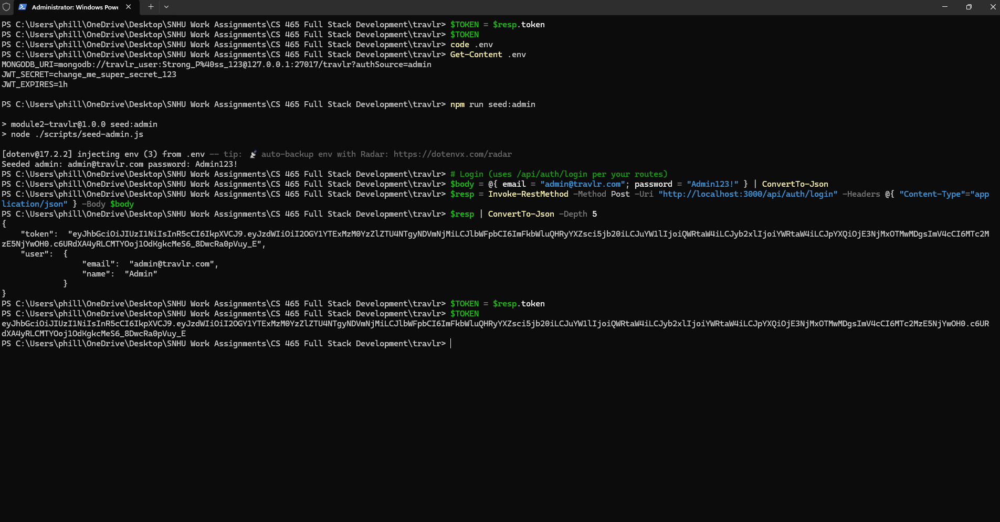 Administrator: Windows Powe
PS C:\Users\phill\OneDrive\Desktop\SNHU Work Assignments\CS 465 Full Stack Development\travlr> $TOKEN = $resp.token
PS C:\Users\phill\OneDrive\Desktop\SNHU Work Assignments\CS 465 Full Stack Development\travlr> $TOKEN
PS C:\Users\phill\OneDrive\Desktop\SNHU Work Assignments\CS 465 Full Stack Development\travlr> code .env
PS C:\Users\phill\OneDrive\Desktop\SNHU Work Assignments\CS 465 Full Stack Development\travlr> Get-Content .env
MONGODB_URI=mongodb://travlr_user:Strong_P%40ss_123@127.0.0.1:27017/travlr?authSource=admin
JWT_SECRET=change_me_super_secret_123
JWT_EXPIRES=1h
PS C:\Users\phill\OneDrive\Desktop\SNHU Work Assignments\CS 465 Full Stack Development\travlr> npm run seed:admin
> module2-travlr@1.0.0 seed:admin
> node ./scripts/seed-admin.js
[dotenv@17.2.2] injecting env (3) from .env -- tip: 📡 auto-backup env with Radar: https://dotenvx.com/radar
Seeded admin: admin@travlr.com password: Admin123!
PS C:\Users\phill\OneDrive\Desktop\SNHU Work Assignments\CS 465 Full Stack Development\travlr> # Login (uses /api/auth/login per your routes)
PS C:\Users\phill\OneDrive\Desktop\SNHU Work Assignments\CS 465 Full Stack Development\travlr> $body = @{ email = "admin@travlr.com"; password = "Admin123!" } | ConvertTo-Json
PS C:\Users\phill\OneDrive\Desktop\SNHU Work Assignments\CS 465 Full Stack Development\travlr> $resp = Invoke-RestMethod -Method Post -Uri "http://localhost:3000/api/auth/login" -Headers @{ "Content-Type"="app
lication/json" } -Body $body
PS C:\Users\phill\OneDrive\Desktop\SNHU Work Assignments\CS 465 Full Stack Development\travlr> $resp | ConvertTo-Json -Depth 5
{
"token": "eyJhbGciOiJIUzI1NiIsInR5cCI6IkpXVCJ9.eyJzdWIiOiI2OGY1YTExMzM0YzZlZTU4NTgyNDVmNjMiLCJlbWFpbCI6ImFkbWluQHRyYXZsci5jb20iLCJuYW1lIjoiQWRtaW4iLCJyb2xlIjoiYWRtaW4iLCJpYXQiOjE3NjMxOTMwMDgsImV4cCI6MTc2M
zE5NjYwOH0.c6URdXA4yRLCMTYOoj1OdKgkcMeS6_8DwcRa0pVuy_E",
"user": {
"email": "admin@travlr.com",
"name": "Admin"
}
}
PS C:\Users\phill\OneDrive\Desktop\SNHU Work Assignments\CS 465 Full Stack Development\travlr> $TOKEN = $resp.token
PS C:\Users\phill\OneDrive\Desktop\SNHU Work Assignments\CS 465 Full Stack Development\travlr> $TOKEN
eyJhbGciOiJIUzI1NiIsInR5cCI6IkpXVCJ9.eyJzdWIiOiI2OGY1YTExMzM0YzZlZTU4NTgyNDVmNjMiLCJlbWFpbCI6ImFkbWluQHRyYXZsci5jb20iLCJuYW1lIjoiQWRtaW4iLCJyb2xlIjoiYWRtaW4iLCJpYXQiOjE3NjMxOTMwMDgsImV4cCI6MTc2MzE5NjYwOH0.c6UR
dXA4yRLCMTYOoj1OdKgkcMeS6_8DwcRa0pVuy_E
PS C:\Users\phill\OneDrive\Desktop\SNHU Work Assignments\CS 465 Full Stack Development\travlr>